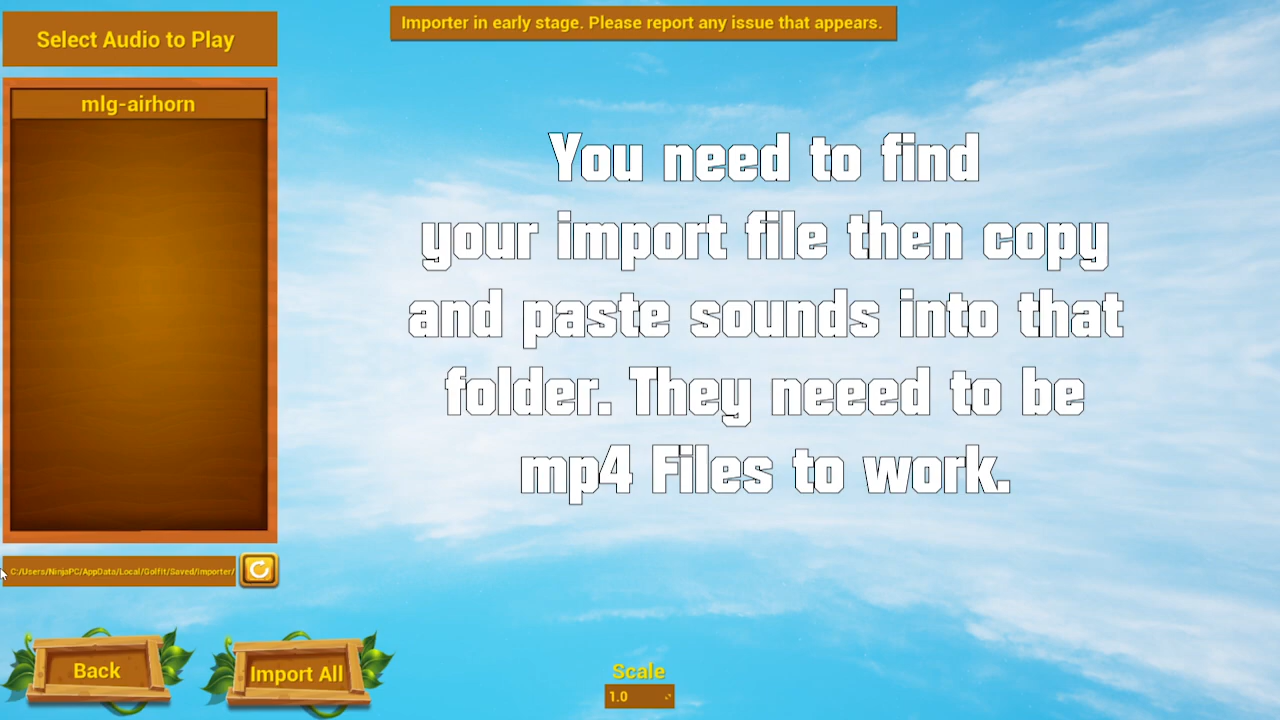 Select Audio to Play
Importer in early stage. Please report any issue that appears.
mlg-airhorn
You need to find
your import file then copy
and paste sounds into that
folder. They neeed to be
mp4 Files to work.
C:/Users/NinjaPC/AppData/Local/GolfIt/Saved/Importer/
Back
Import All
Scale
1.0